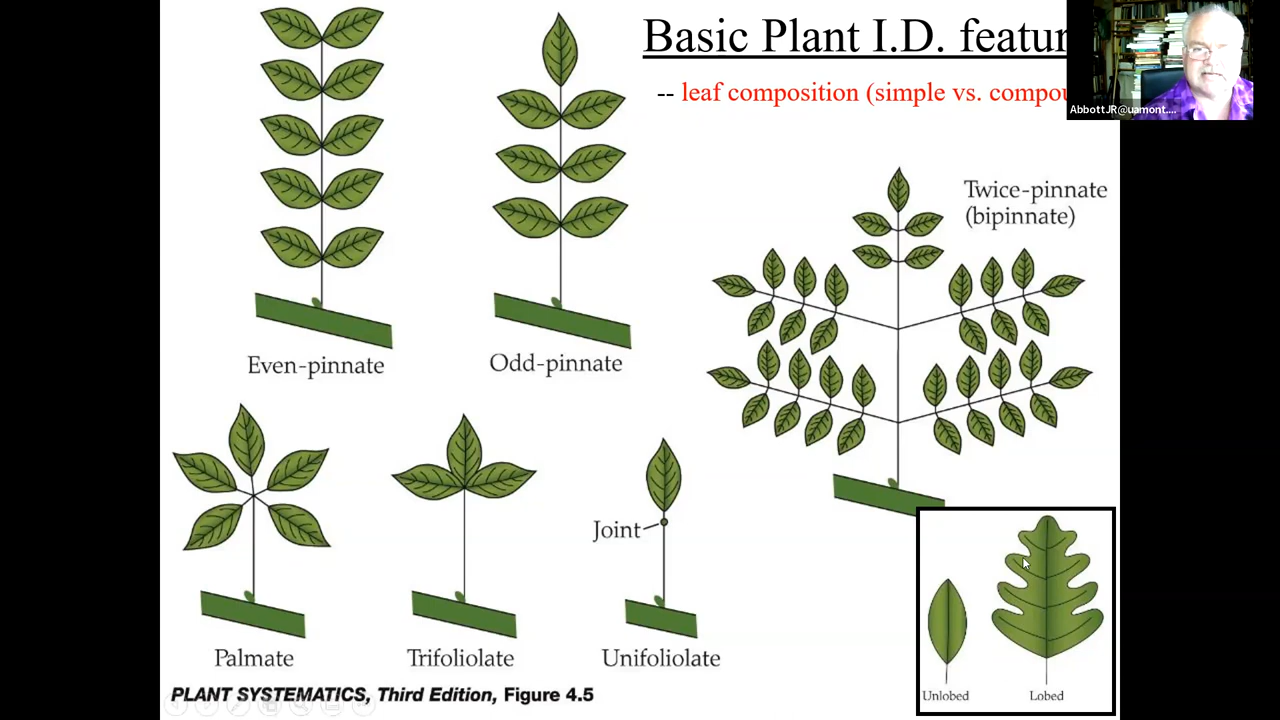 Basic Plant I.D. featur
-- leaf composition (simple vs. compou
AbbottJR@uamont....
Twice-pinnate
(bipinnate)
Even-pinnate
Odd-pinnate
Joint
Palmate
Trifoliolate
Unifoliolate
Unlobed
Lobed
PLANT SYSTEMATICS, Third Edition, Figure 4.5